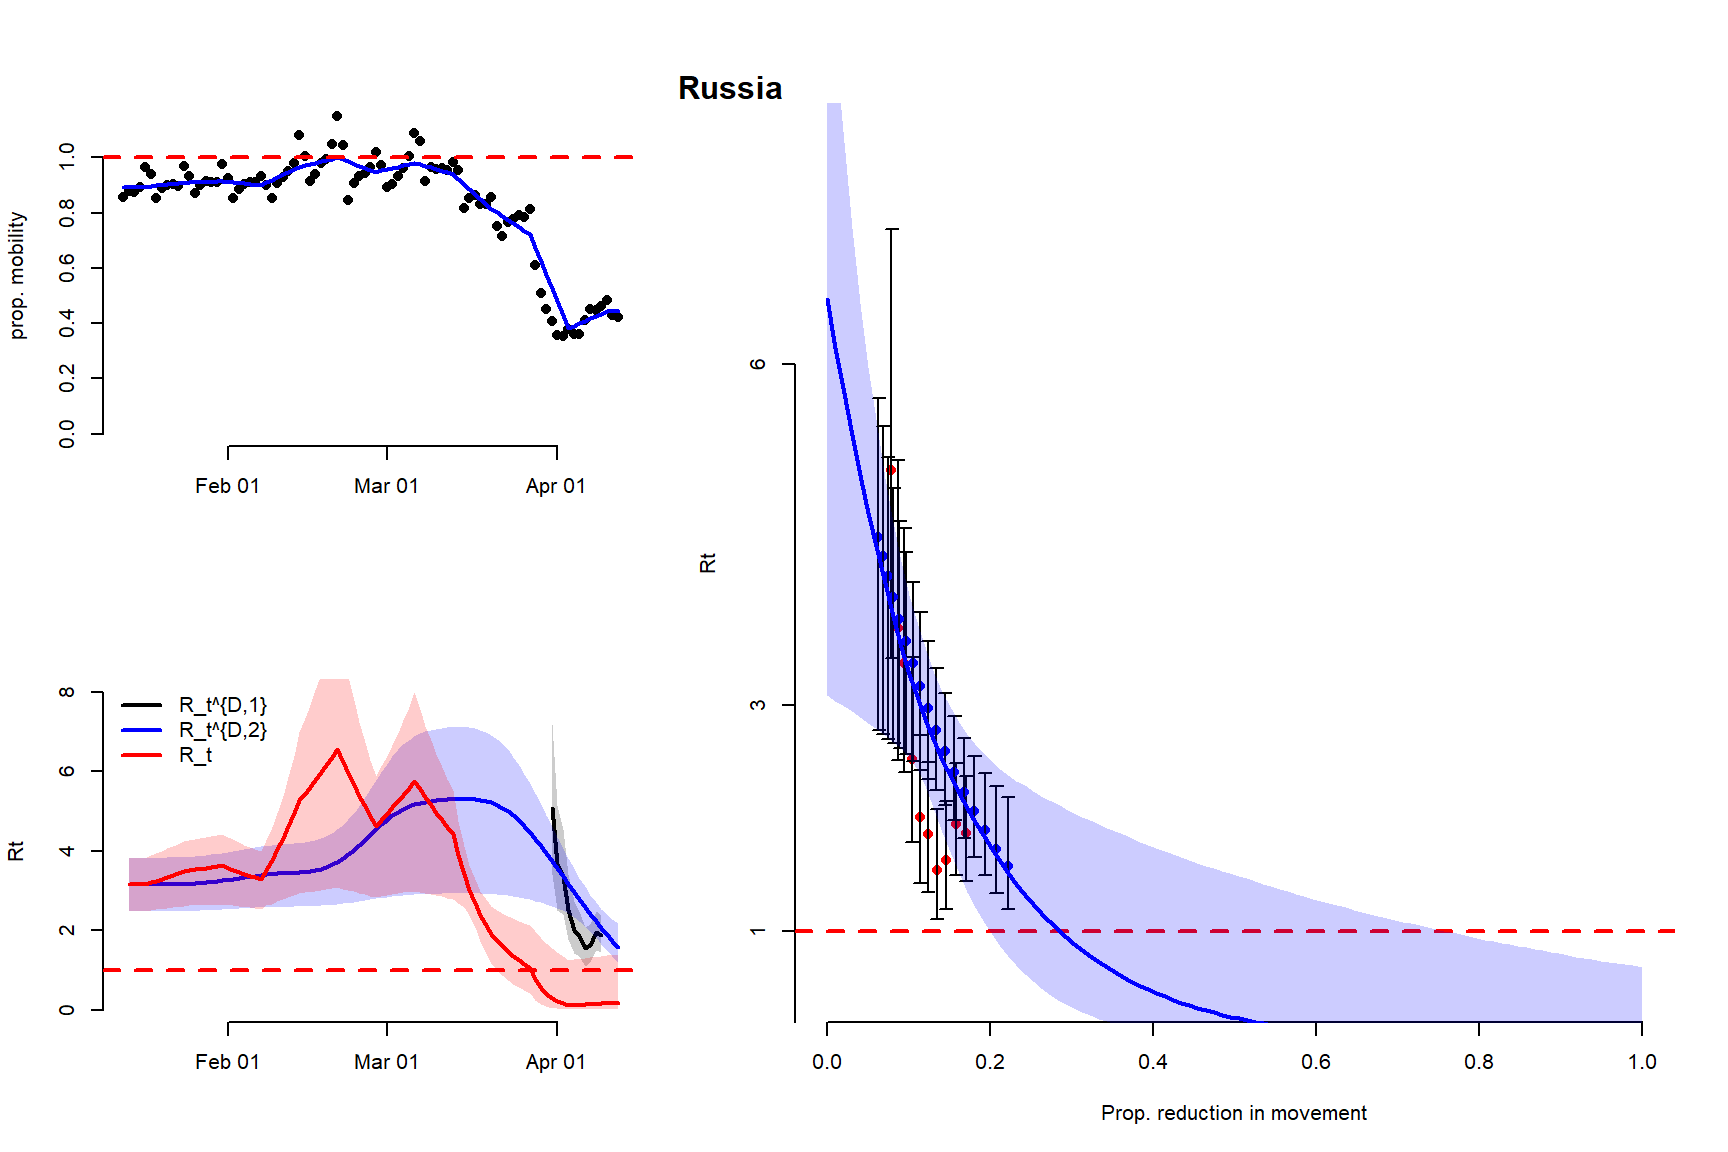 Russia
prop. mobility
1.0
0.8
0.6
0.4
0.2
0.0
Feb 01 Mar 01 Apr 01
Rt
8
6
4
2
0
R_t^{D,1}
R_t^{D,2}
R_t
Feb 01 Mar 01 Apr 01
Rt
6
3
1
0.0 0.2 0.4 0.6 0.8 1.0
Prop. reduction in movement